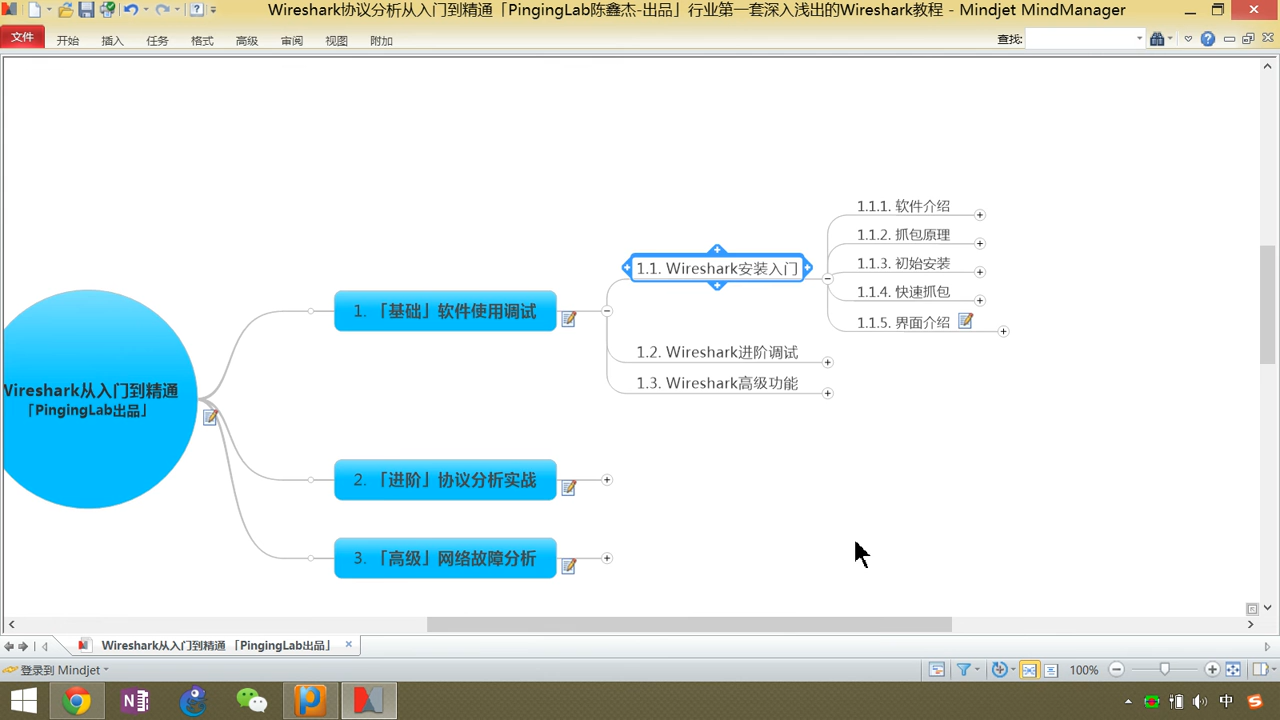 Wireshark协议分析从入门到精通「PingingLab陈鑫杰-出品」行业第一套深入浅出的Wireshark教程 - Mindjet MindManager
文件 开始 插入 任务 格式 高级 审阅 视图 附加 查找:
1.1.1. 软件介绍
1.1.2. 抓包原理
1.1. Wireshark安装入门
1.1.3. 初始安装
1.1.4. 快速抓包
1.1.5. 界面介绍
1. 「基础」软件使用调试
1.2. Wireshark进阶调试
1.3. Wireshark高级功能
Wireshark从入门到精通
「PingingLab出品」
2. 「进阶」协议分析实战
3. 「高级」网络故障分析
Wireshark从入门到精通 「PingingLab出品」
登录到 Mindjet
100%
中